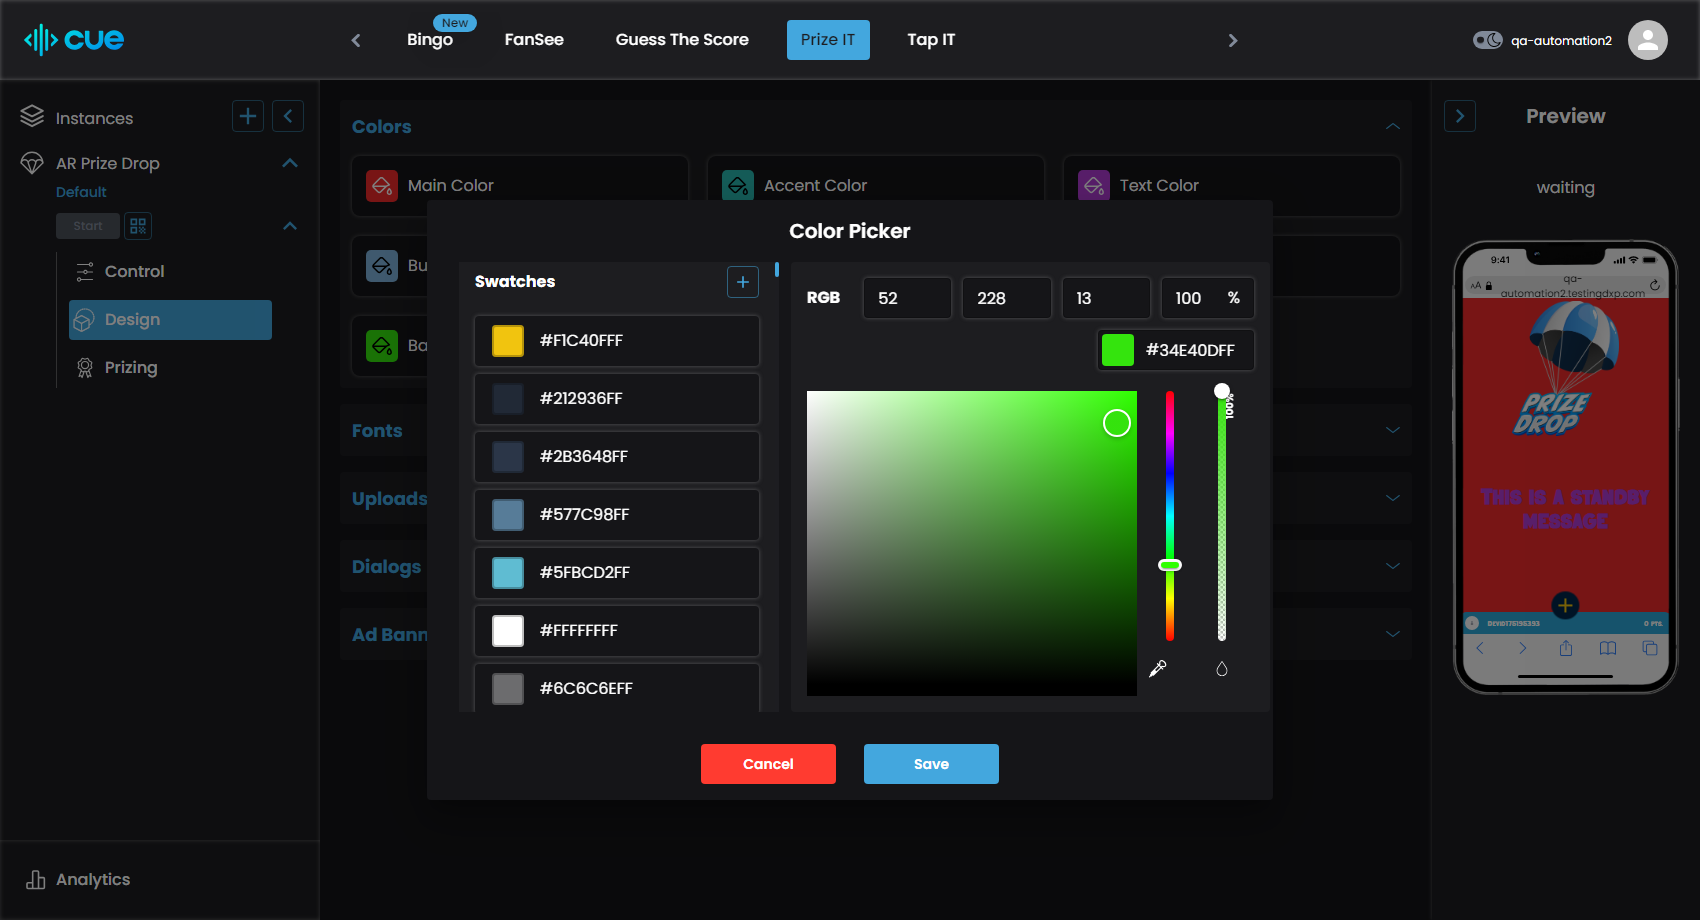 cue
New
Bingo
FanSee
Guess The Score
Prize IT
Tap IT
qa-automation2
Instances
AR Prize Drop
Default
Start
Control
Design
Prizing
Analytics
Colors
Main Color
Accent Color
Text Color
Bu
Ba
Fonts
Uploads
Dialogs
Ad Bann
Color Picker
Swatches
#F1C40FFF
#212936FF
#2B3648FF
#577C98FF
#5FBCD2FF
#FFFFFFFF
#6C6C6EFF
RGB
52
228
13
100 %
#34E40DFF
100%
Cancel
Save
Preview
waiting
9:41
AA
qa-
automation2.testingdxp.com
PRIZE
DROP
THIS IS A STANDBY
MESSAGE
0 PTS.